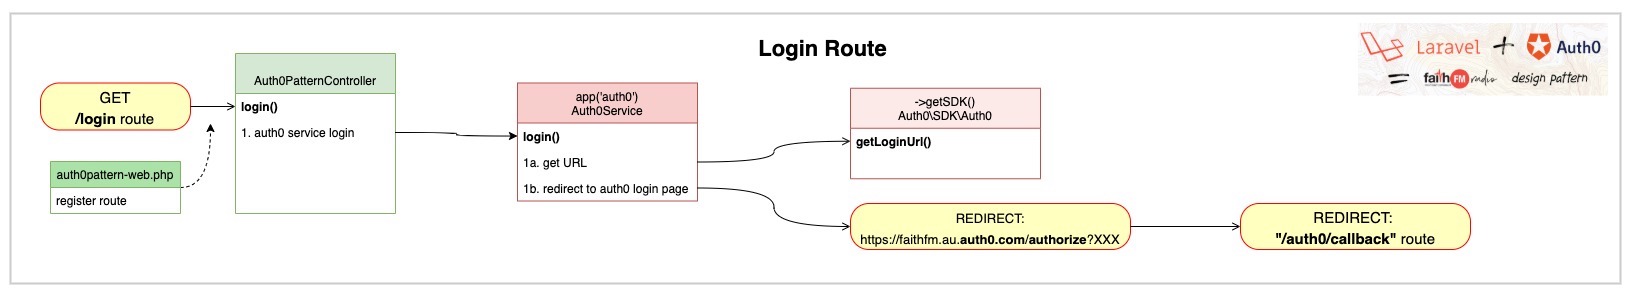 Login Route
Laravel + Auth0
= faith FM radio design pattern
GET
/login route
auth0pattern-web.php
register route
Auth0PatternController
login()
1. auth0 service login
app('auth0')
Auth0Service
login()
1a. get URL
1b. redirect to auth0 login page
->getSDK()
Auth0\SDK\Auth0
getLoginUrl()
REDIRECT:
https://faithfm.au.auth0.com/authorize?XXX
REDIRECT:
"/auth0/callback" route